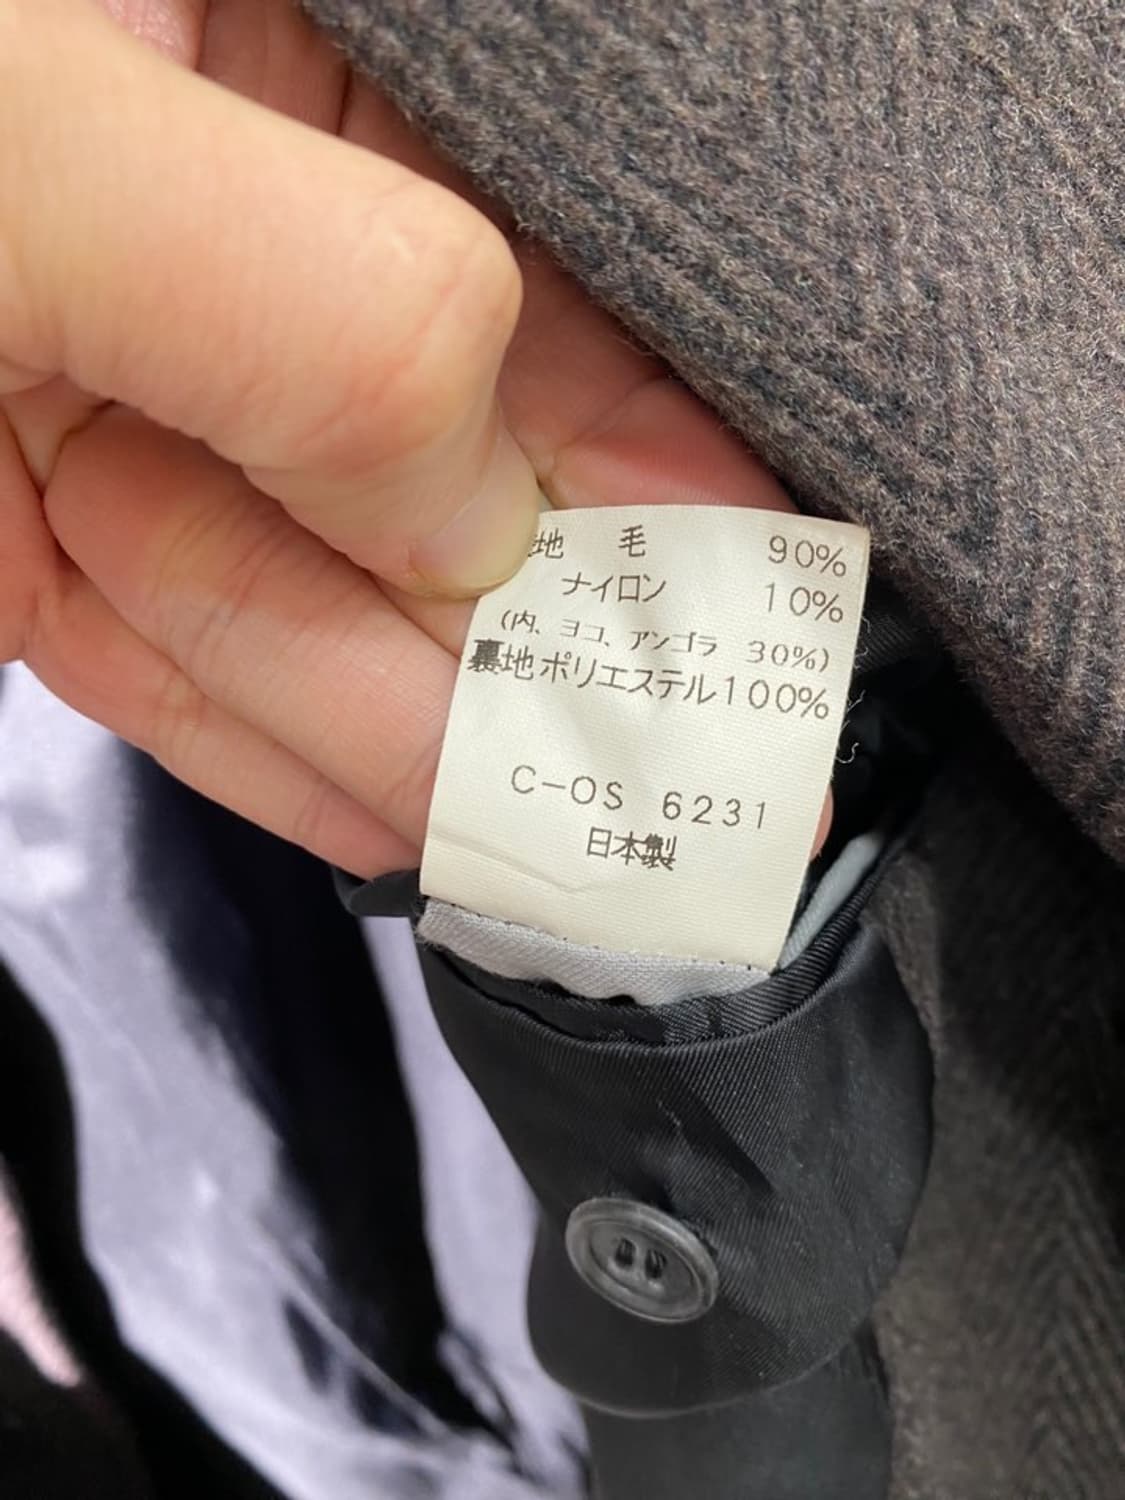 地 毛 90%
ナイロン 10%
(内、ヨコ、アンゴラ 30%)
裏地 ポリエステル100%
C-OS 6231
日本製